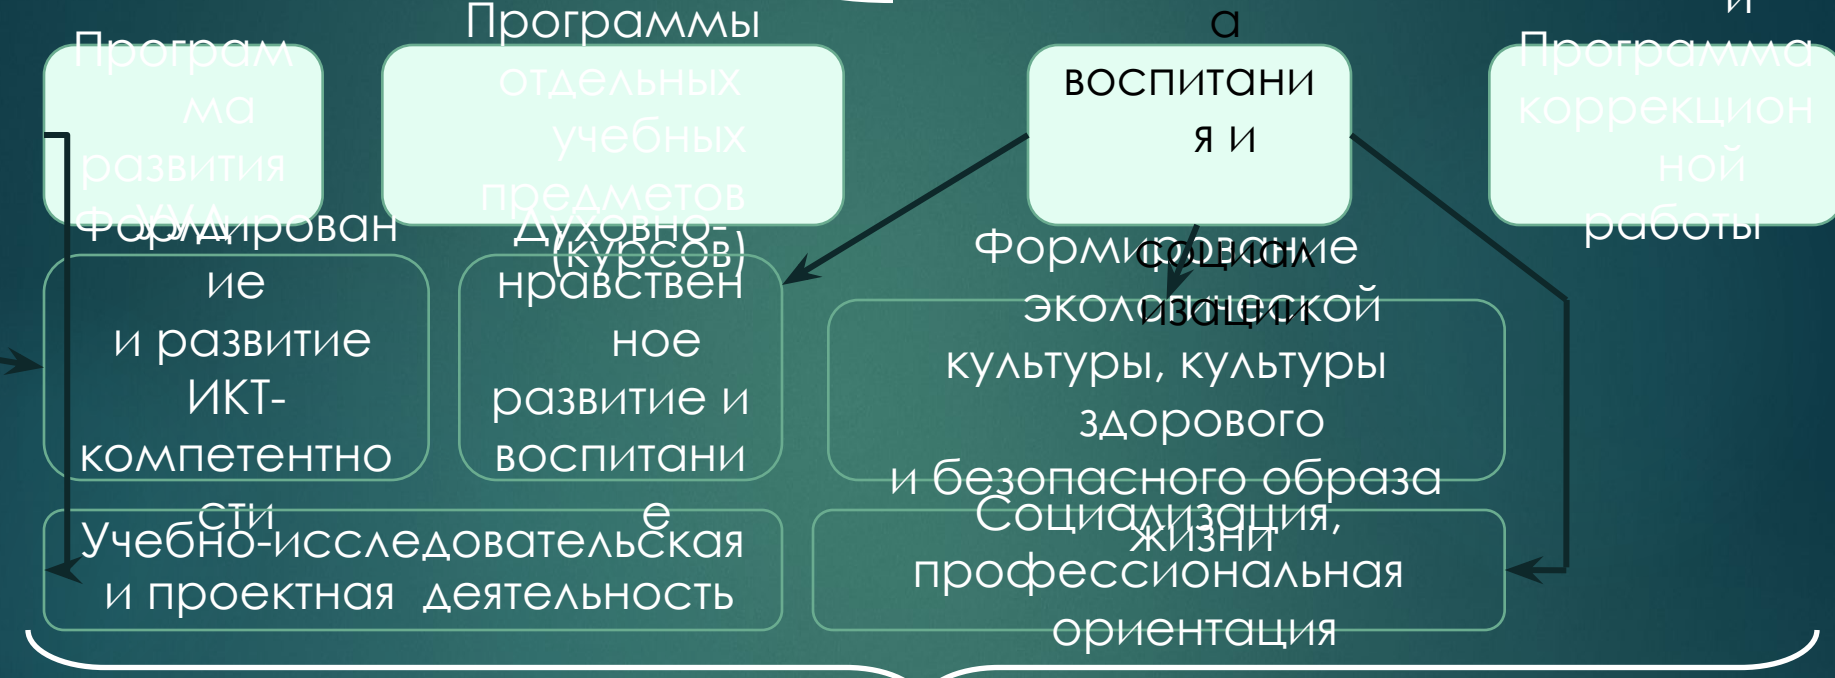 Програм
ма
развития
УУД
Программы
отдельных
учебных
предметов
(курсов)
а
воспитани
я и
социал
изации
и
Программа
коррекцион
ной
работы
Формирован
ие
и развитие
ИКТ-
компетентно
сти
Духовно-
нравствен
ное
развитие и
воспитани
е
Формирование
экологической
культуры, культуры
здорового
и безопасного образа
жизни
Учебно-исследовательская
и проектная деятельность
Социализация,
профессиональная
ориентация